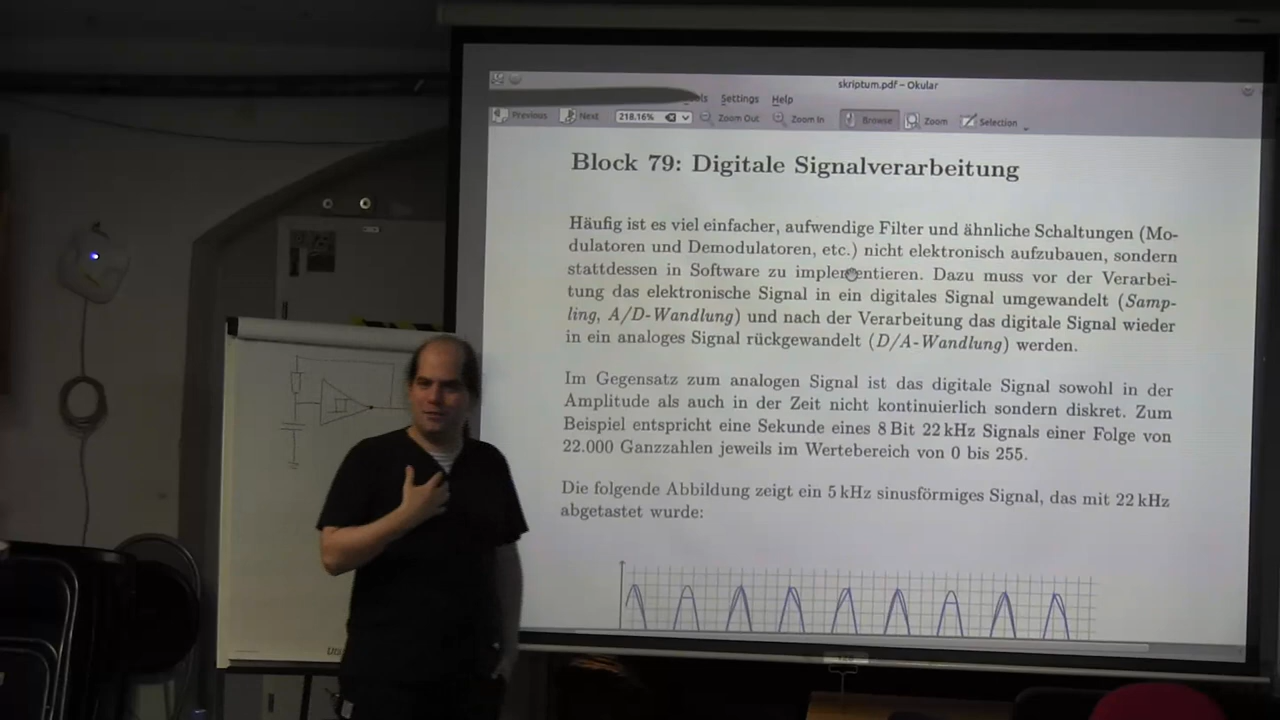 skriptum.pdf – Okular
Settings Help
Previous Next 218.16% Zoom Out Zoom In Browse Zoom Selection
Block 79: Digitale Signalverarbeitung
Häufig ist es viel einfacher, aufwendige Filter und ähnliche Schaltungen (Mo-
dulatoren und Demodulatoren, etc.) nicht elektronisch aufzubauen, sondern
stattdessen in Software zu implementieren. Dazu muss vor der Verarbei-
tung das elektronische Signal in ein digitales Signal umgewandelt (Samp-
ling, A/D-Wandlung) und nach der Verarbeitung das digitale Signal wieder
in ein analoges Signal rückgewandelt (D/A-Wandlung) werden.
Im Gegensatz zum analogen Signal ist das digitale Signal sowohl in der
Amplitude als auch in der Zeit nicht kontinuierlich sondern diskret. Zum
Beispiel entspricht eine Sekunde eines 8 Bit 22 kHz Signals einer Folge von
22.000 Ganzzahlen jeweils im Wertebereich von 0 bis 255.
Die folgende Abbildung zeigt ein 5 kHz sinusförmiges Signal, das mit 22 kHz
abgetastet wurde: